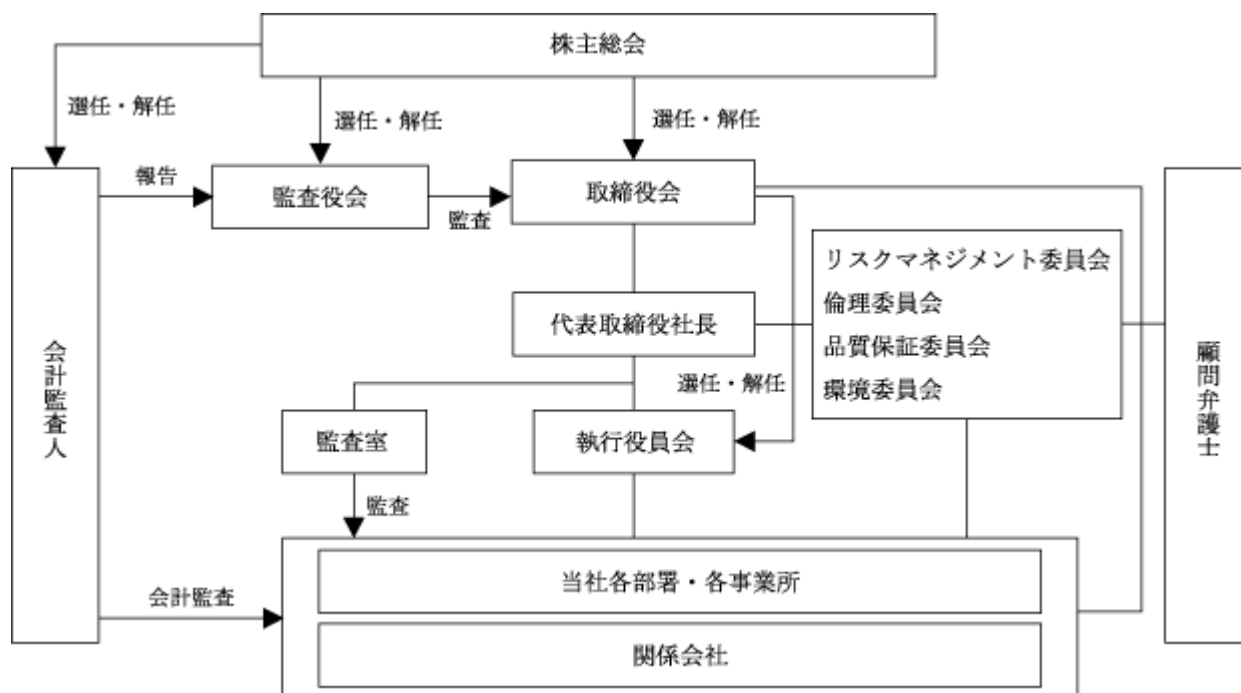 株主総会
選任・解任
選任・解任
選任・解任
報告
監査役会
監査
取締役会
リスクマネジメント委員会
倫理委員会
品質保証委員会
環境委員会
代表取締役社長
選任・解任
会計監査人
顧問弁護士
監査室
執行役員会
監査
当社各部署・各事業所
会計監査
関係会社